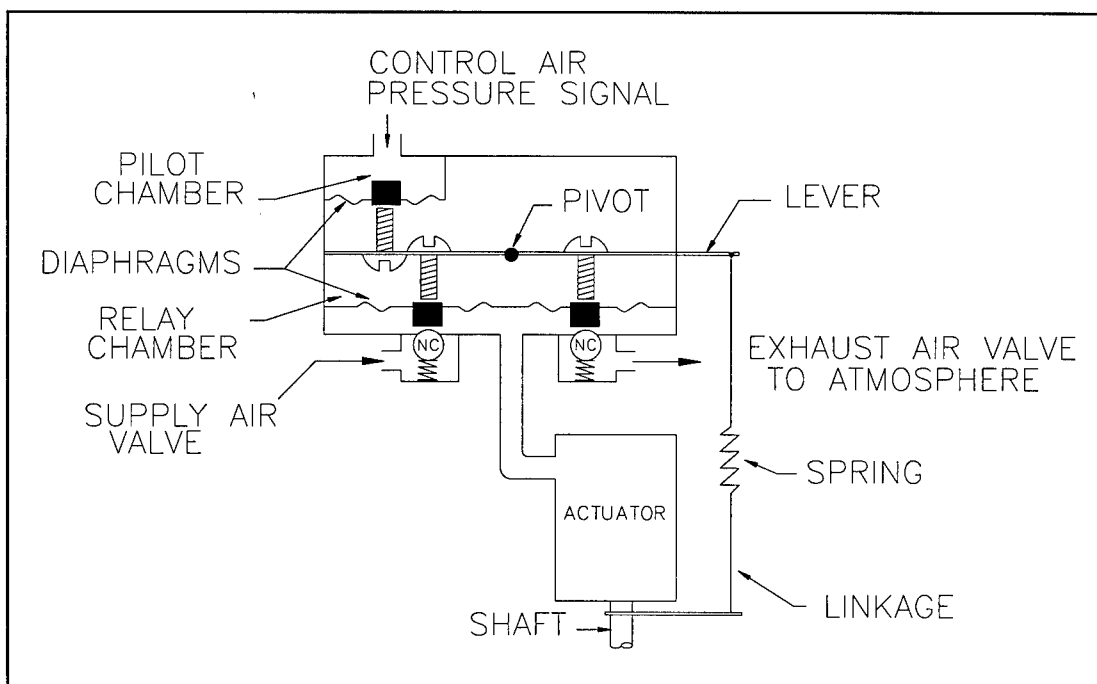 CONTROL AIR
PRESSURE SIGNAL
PILOT
CHAMBER
PIVOT
LEVER
DIAPHRAGMS
RELAY
CHAMBER
NC
NC
EXHAUST AIR VALVE
TO ATMOSPHERE
SUPPLY AIR
VALVE
SPRING
ACTUATOR
LINKAGE
SHAFT